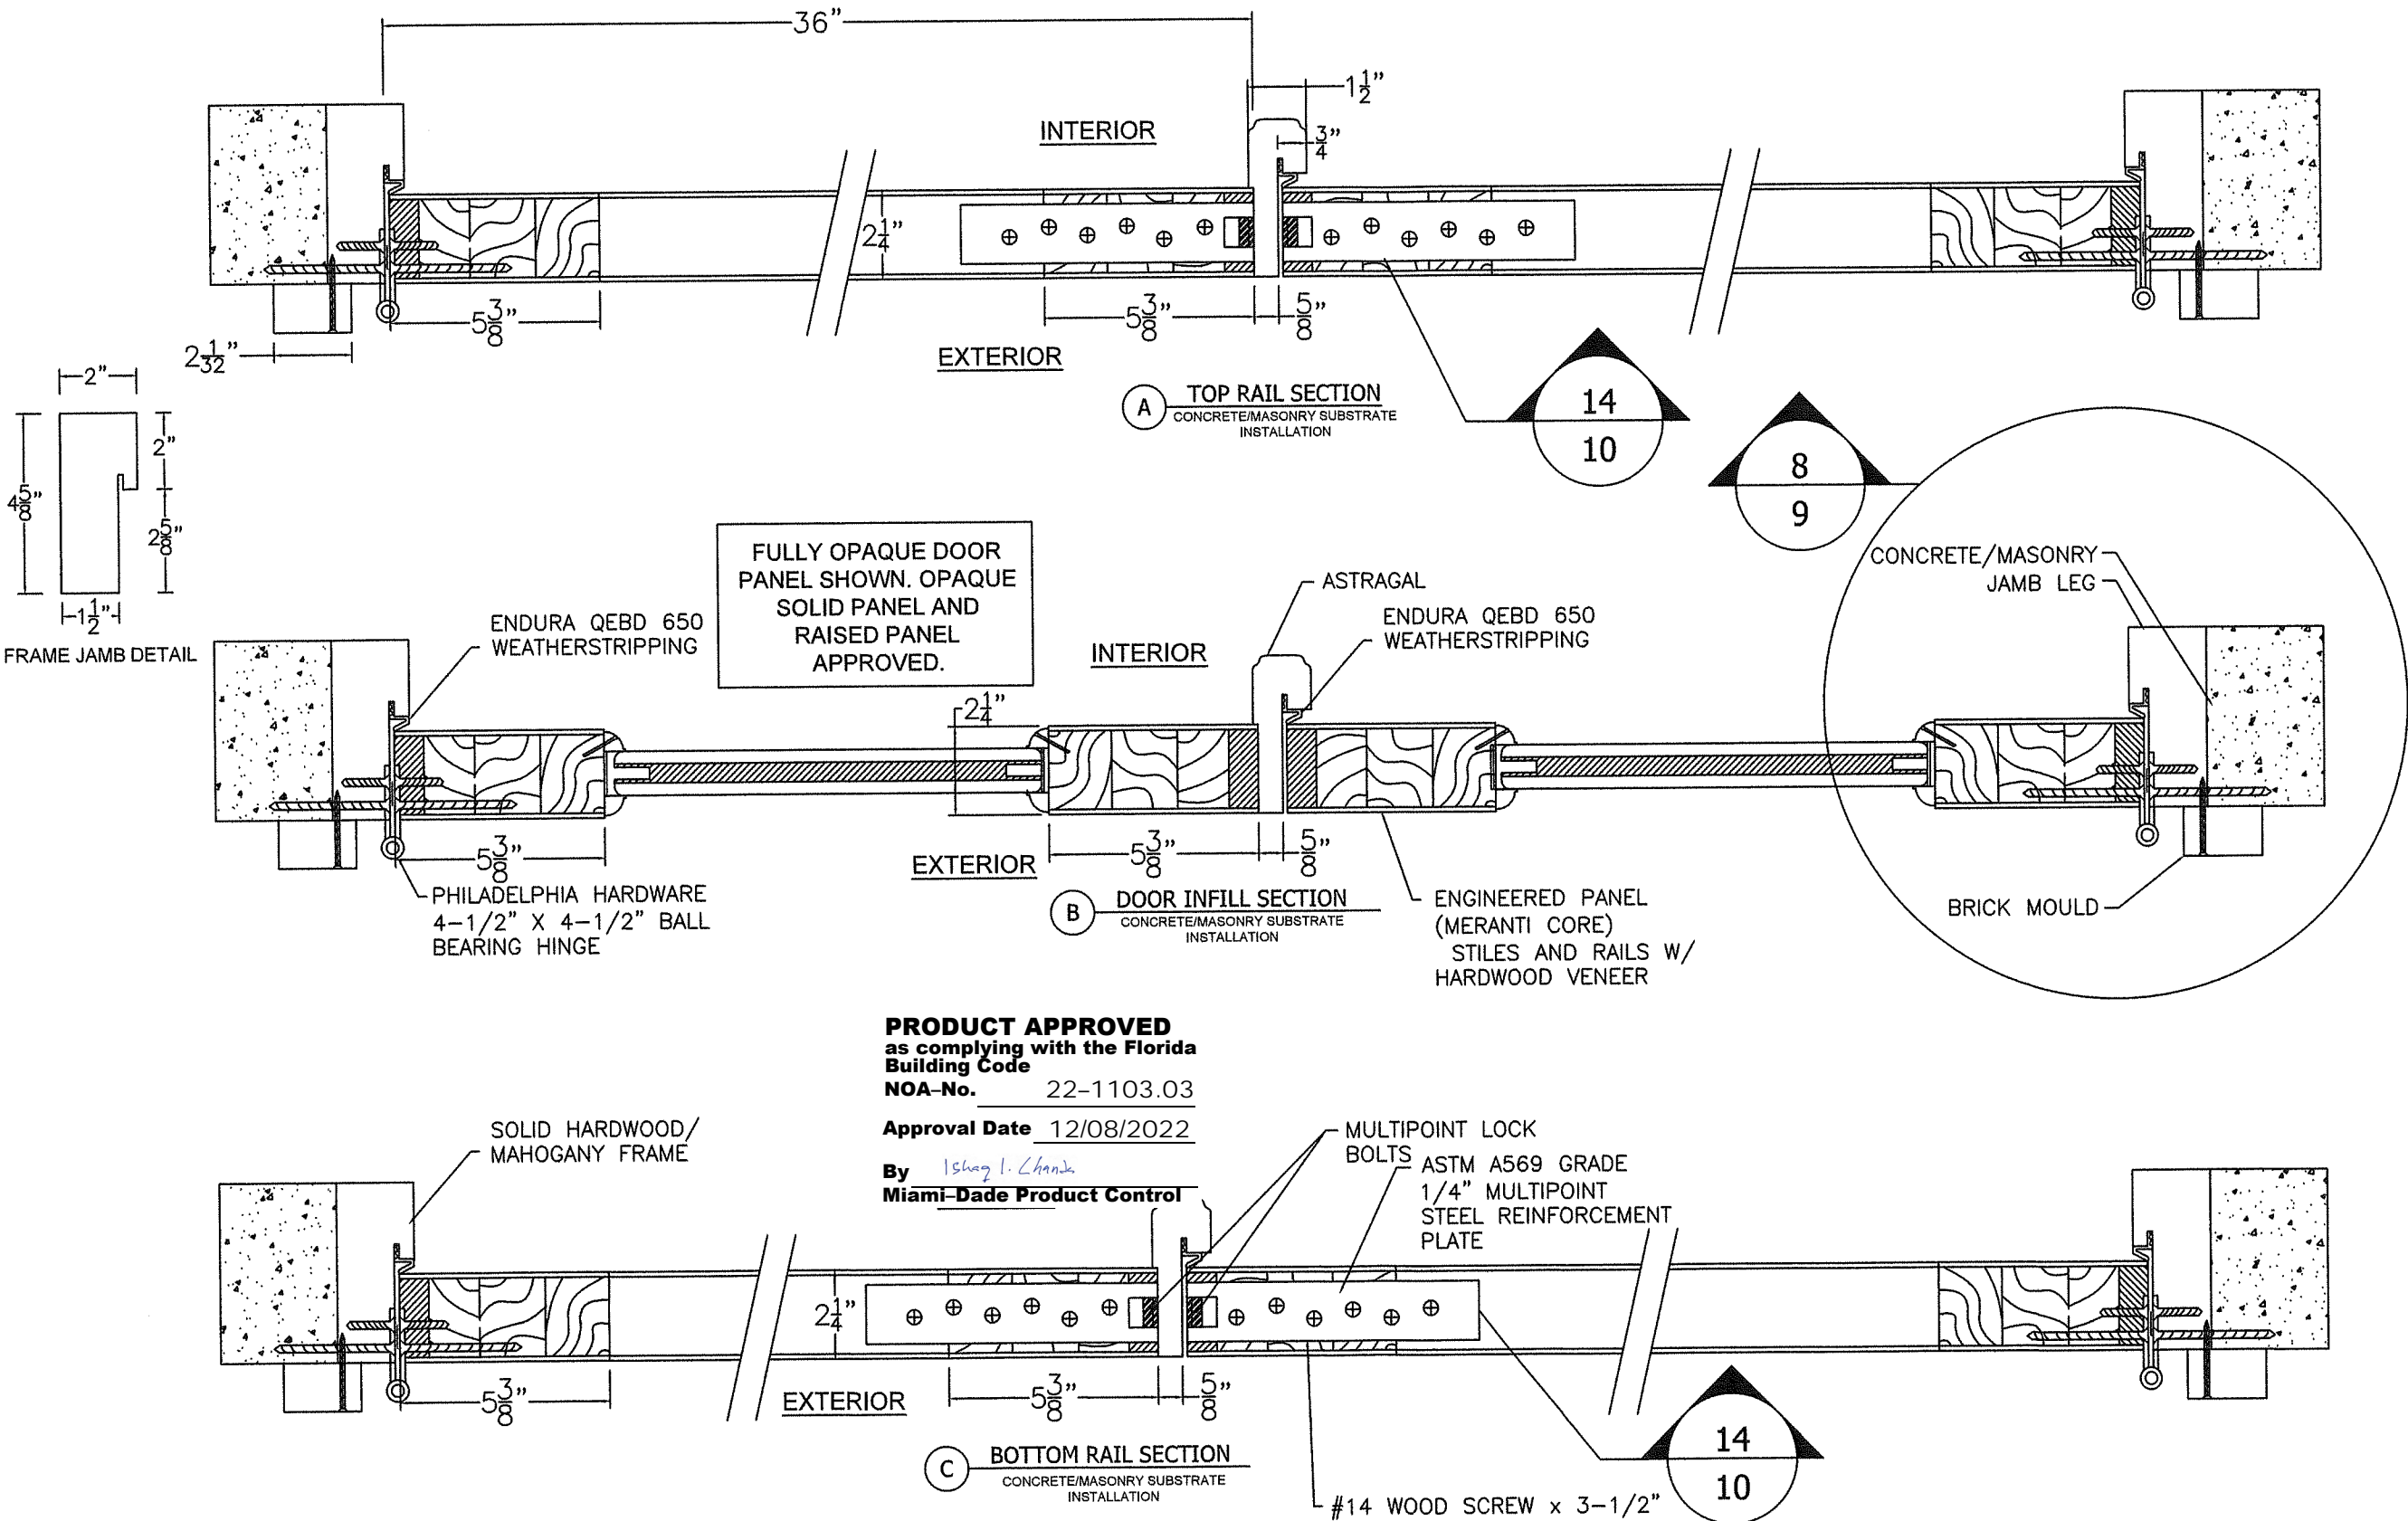 36"
1 1/2"
INTERIOR
3/4"
2 1/4"
5 3/8"
5 3/8"
5/8"
2 1/32"
EXTERIOR
A TOP RAIL SECTION
CONCRETE/MASONRY SUBSTRATE
INSTALLATION
14
10
8
9
2"
2"
4 5/8"
2 5/8"
1 1/2"
FRAME JAMB DETAIL
FULLY OPAQUE DOOR
PANEL SHOWN. OPAQUE
SOLID PANEL AND
RAISED PANEL
APPROVED.
ENDURA QEBD 650
WEATHERSTRIPPING
INTERIOR
ASTRAGAL
ENDURA QEBD 650
WEATHERSTRIPPING
CONCRETE/MASONRY
JAMB LEG
2 1/4"
5 3/8"
5 3/8"
5/8"
EXTERIOR
PHILADELPHIA HARDWARE
4-1/2" X 4-1/2" BALL
BEARING HINGE
B DOOR INFILL SECTION
CONCRETE/MASONRY SUBSTRATE
INSTALLATION
ENGINEERED PANEL
(MERANTI CORE)
STILES AND RAILS W/
HARDWOOD VENEER
BRICK MOULD
PRODUCT APPROVED
as complying with the Florida
Building Code
NOA-No. 22-1103.03
Approval Date 12/08/2022
By Ishaq I. Chanda
Miami-Dade Product Control
SOLID HARDWOOD/
MAHOGANY FRAME
MULTIPOINT LOCK
BOLTS
ASTM A569 GRADE
1/4" MULTIPOINT
STEEL REINFORCEMENT
PLATE
2 1/4"
5 3/8"
5 3/8"
5/8"
EXTERIOR
C BOTTOM RAIL SECTION
CONCRETE/MASONRY SUBSTRATE
INSTALLATION
14
10
#14 WOOD SCREW x 3-1/2"